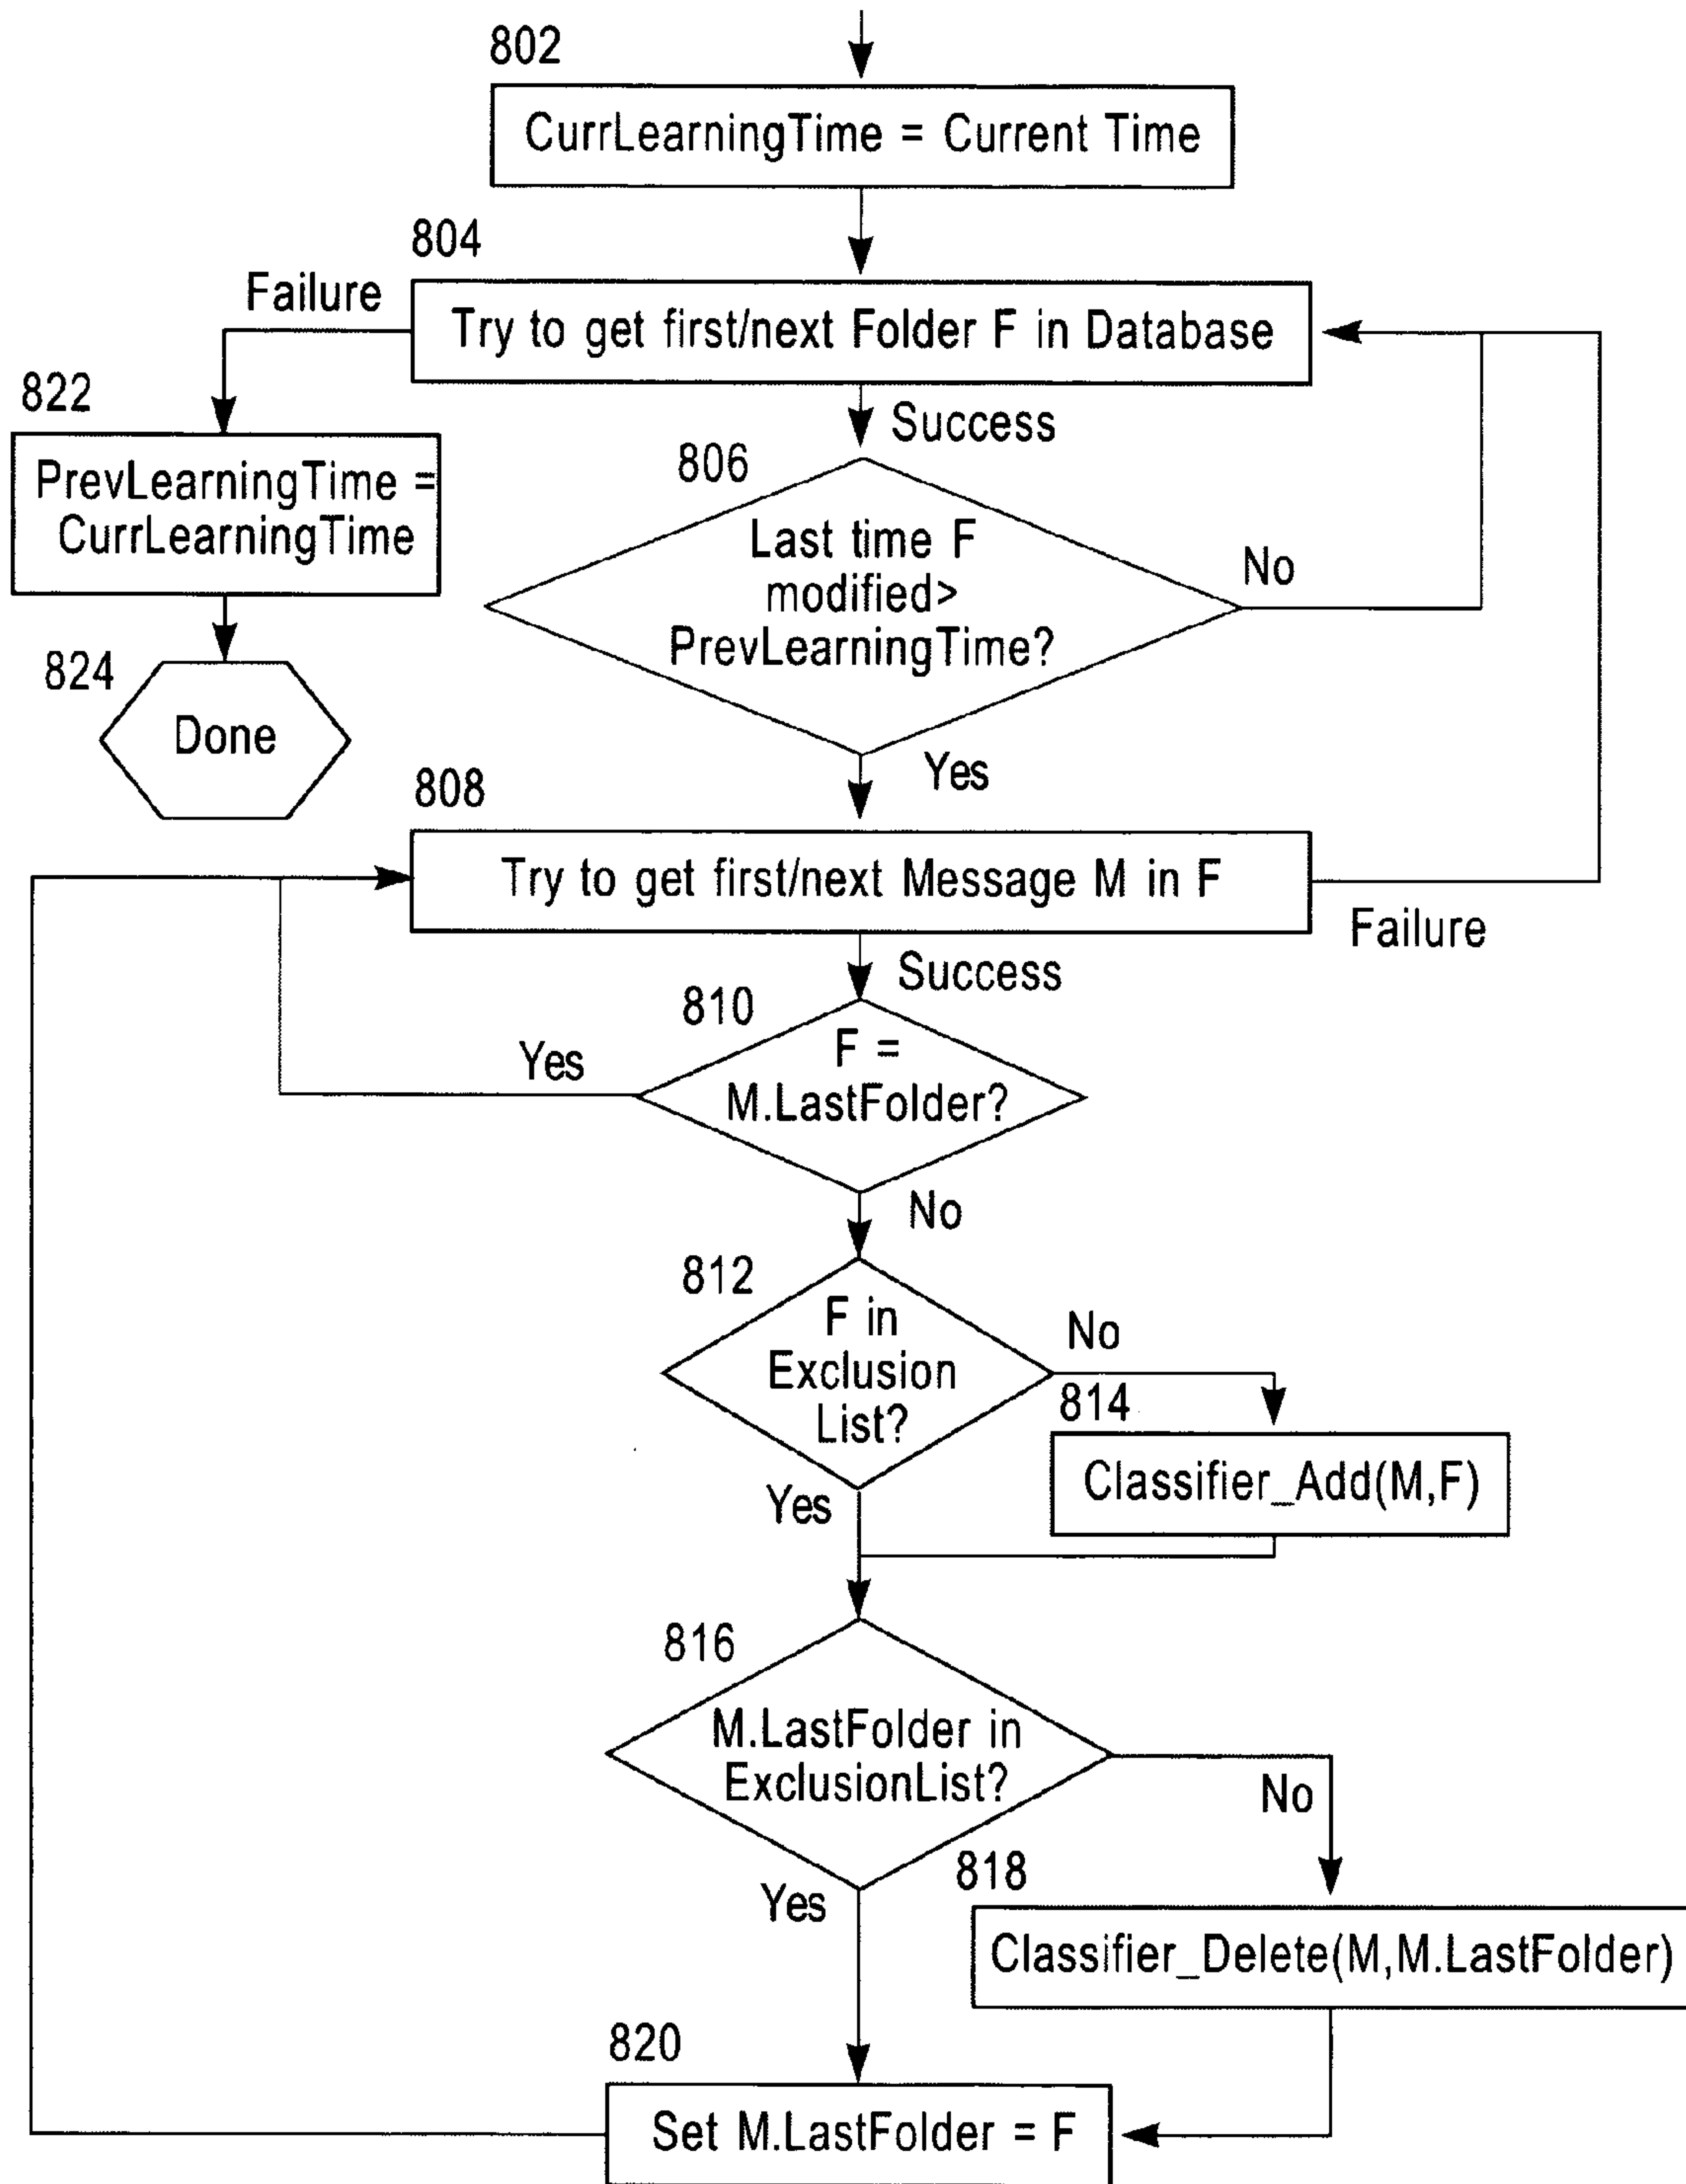 802
CurrLearningTime = Current Time
804
Failure
Try to get first/next Folder F in Database
822
Success
PrevLearningTime =
CurrLearningTime
806
Last time F
modified>
PrevLearningTime?
No
824
Done
Yes
808
Try to get first/next Message M in F
Failure
Success
810
F =
M.LastFolder?
Yes
No
812
F in
Exclusion
List?
No
814
Classifier_Add(M,F)
Yes
816
M.LastFolder in
ExclusionList?
No
818
Yes
Classifier_Delete(M,M.LastFolder)
820
Set M.LastFolder = F